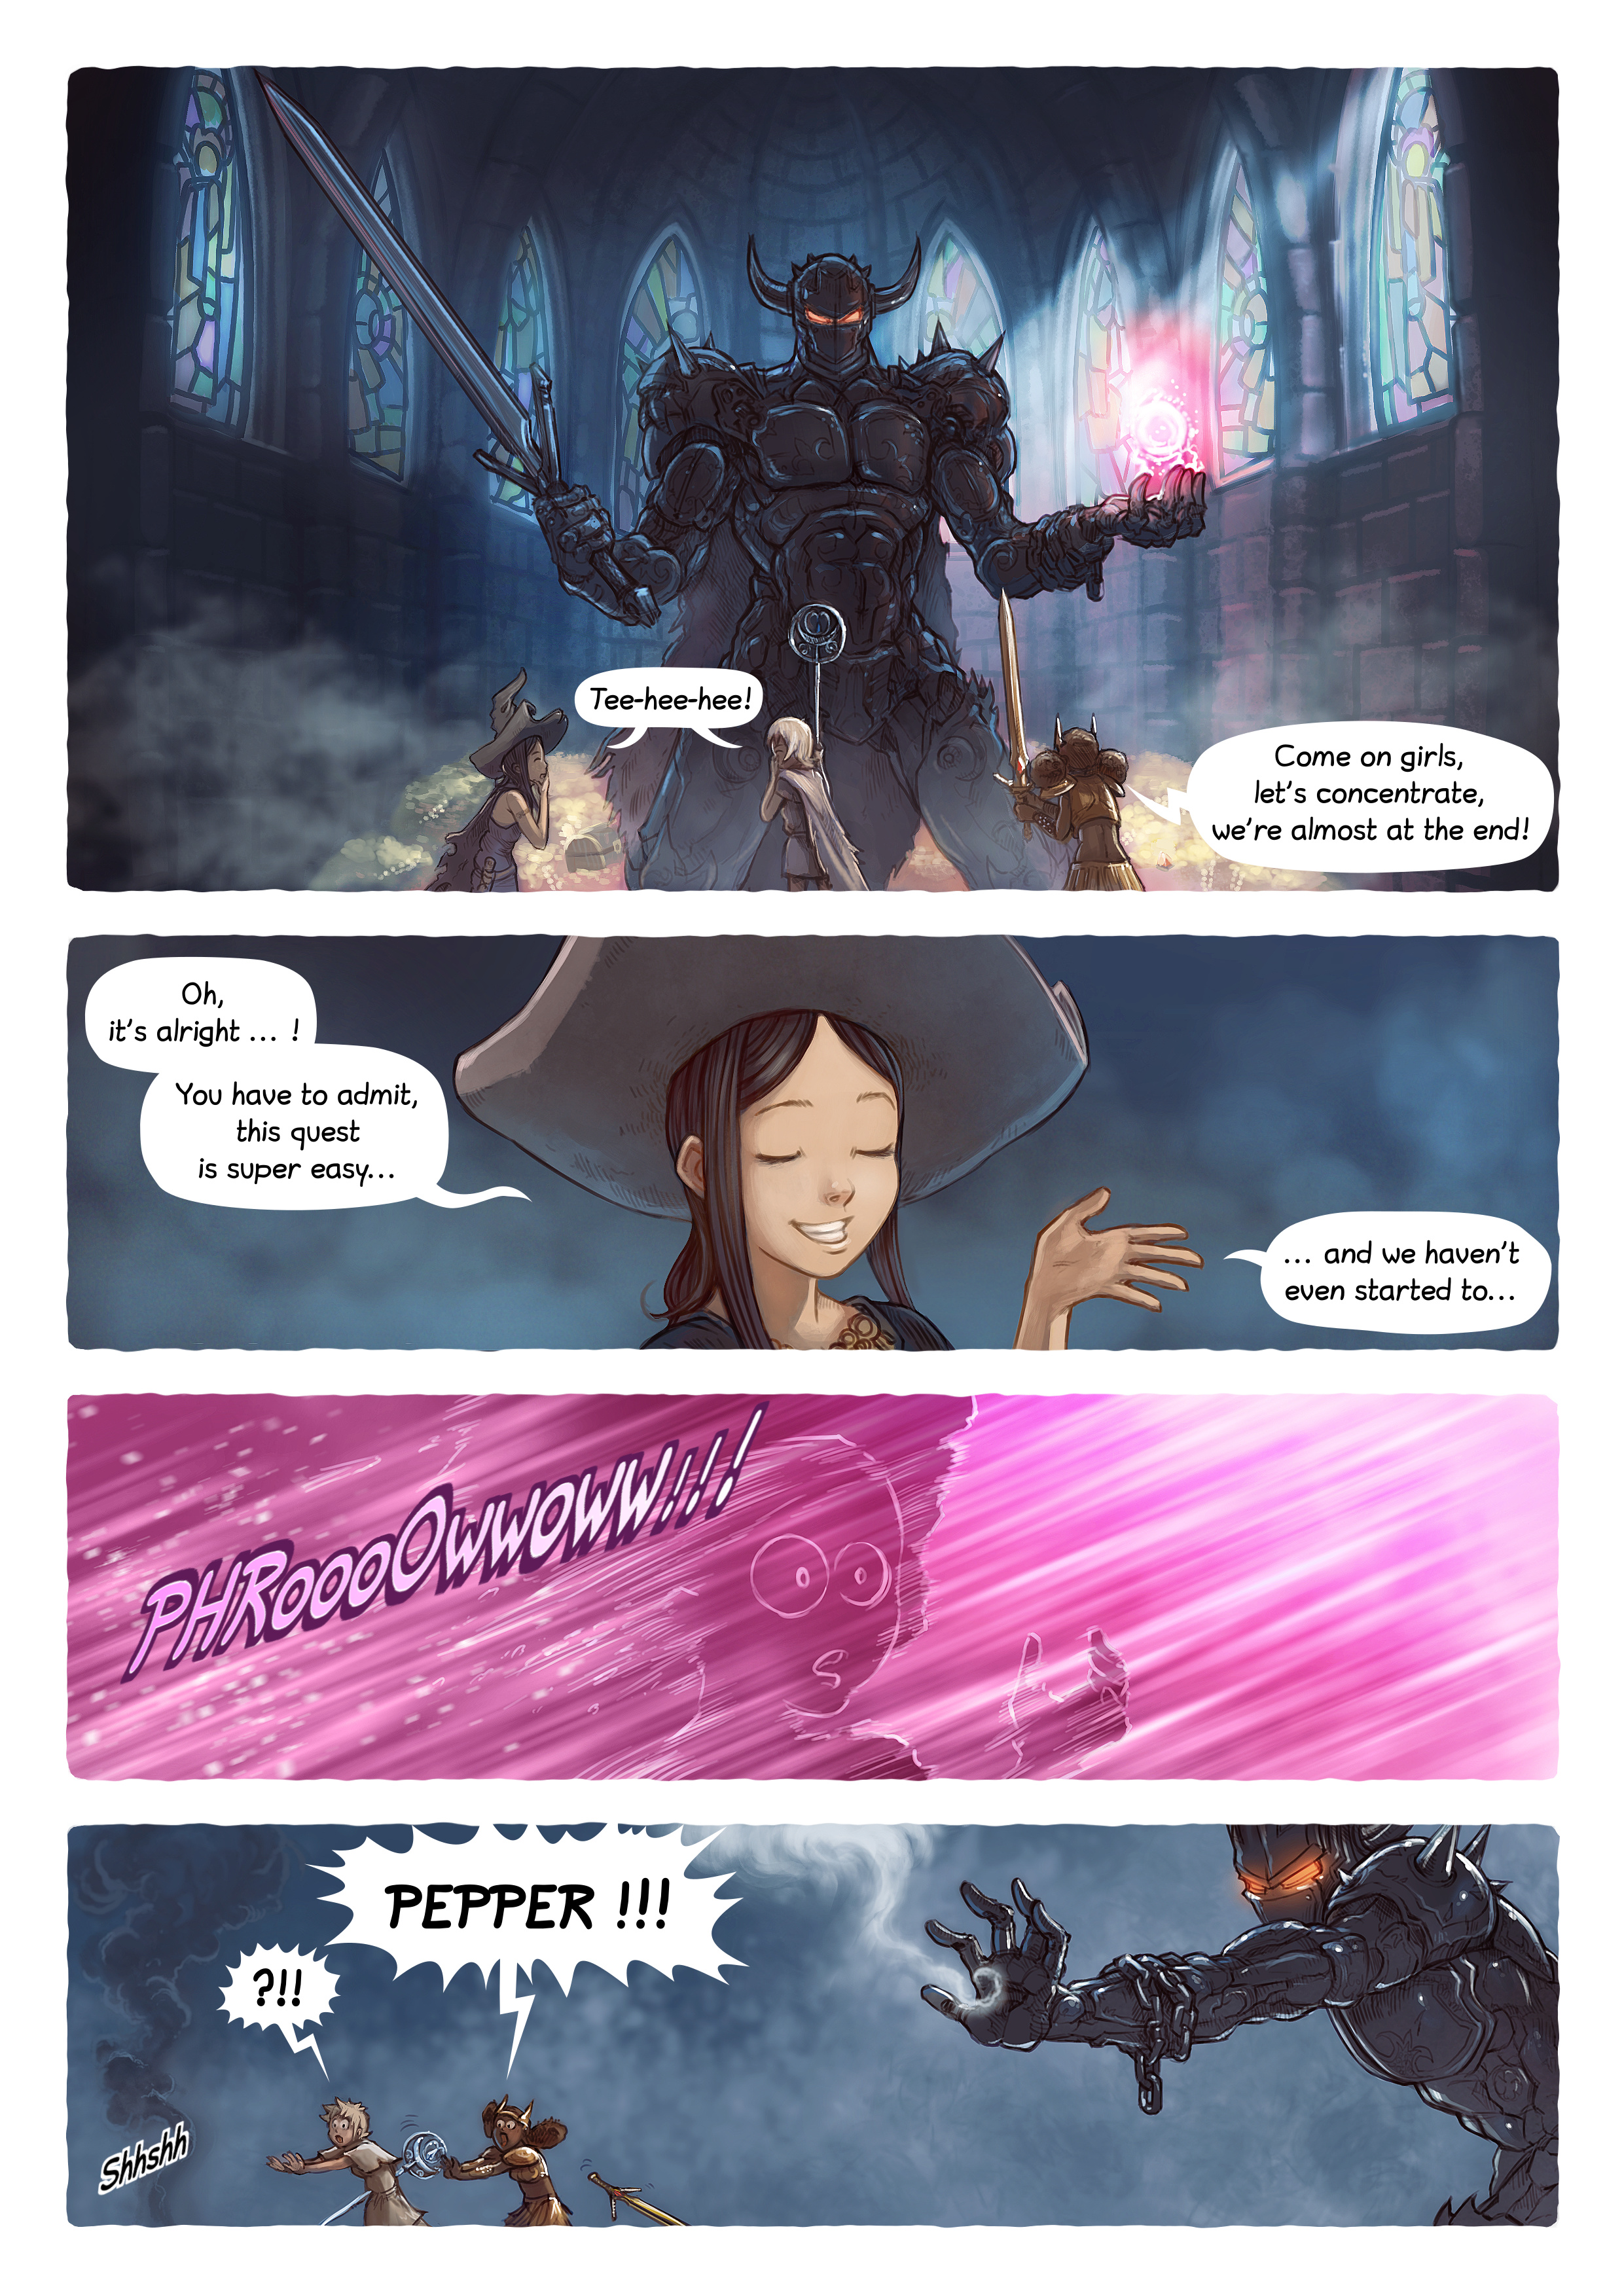 Tee-hee-hee!
Come on girls,
let's concentrate,
we're almost at the end!
Oh,
it's alright ... !
You have to admit,
this quest
is super easy...
... and we haven't
even started to...
PHRoooOwwowww!!!
PEPPER !!!
?!!
Shhshh